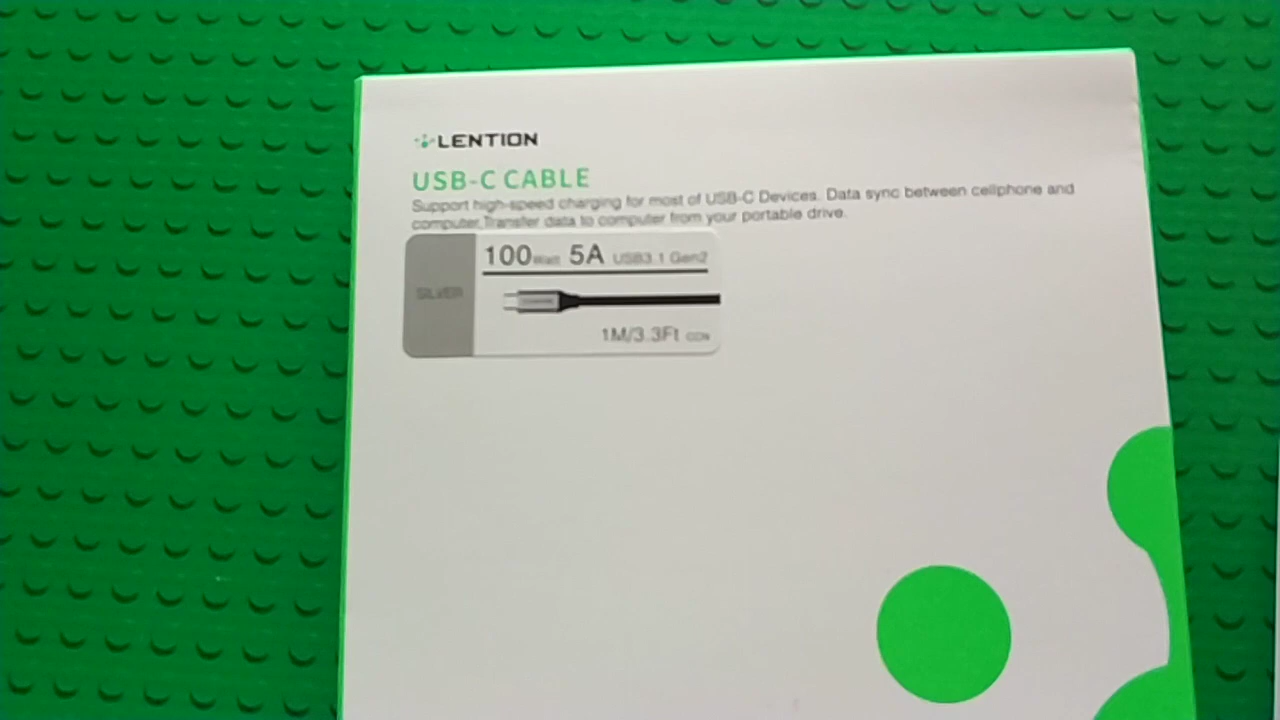 LENTION
USB-C CABLE
Support high-speed charging for most of USB-C Devices. Data sync between cellphone and
computer,Transfer data to computer from your portable drive.
100Watt 5A USB3.1 Gen2
SILVER
1M/3.3Ft